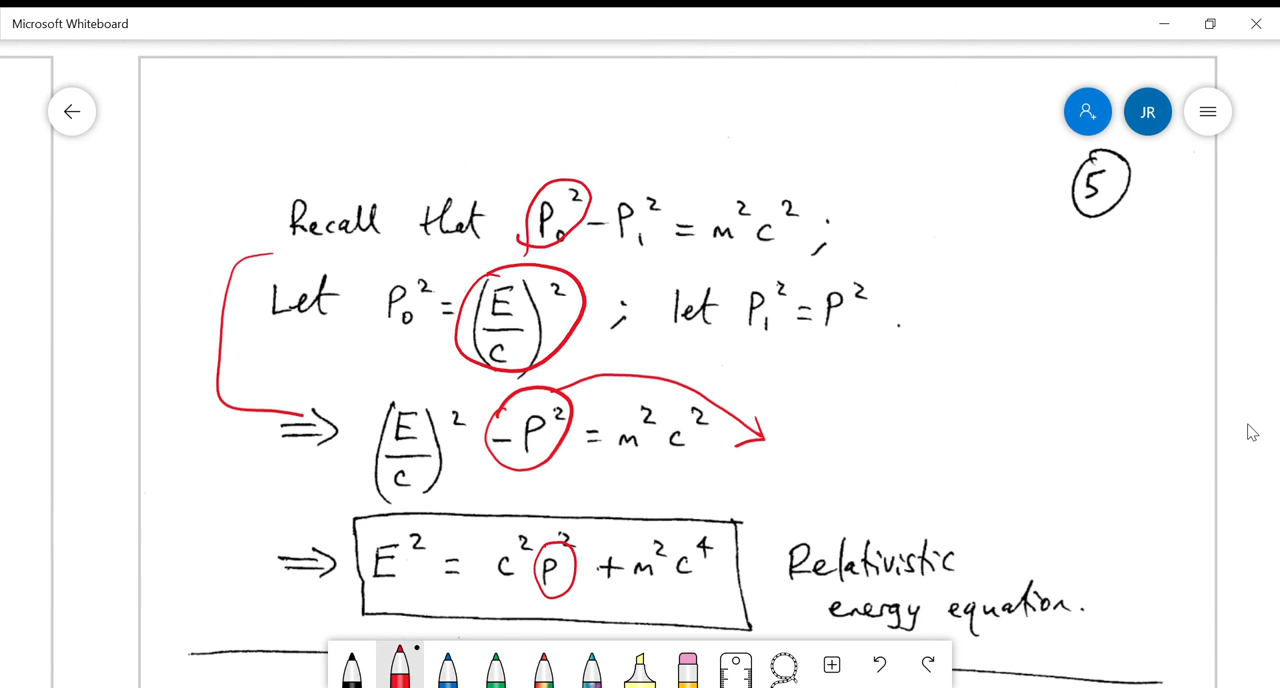 Microsoft Whiteboard
JR
5
Recall that P₀² - P₁² = m²c² ;
Let P₀² = (E/c)² ; let P₁² = P² .
⇒ (E/c)² - P² = m²c²
⇒ E² = c²p² + m²c⁴ Relativistic
energy equation.